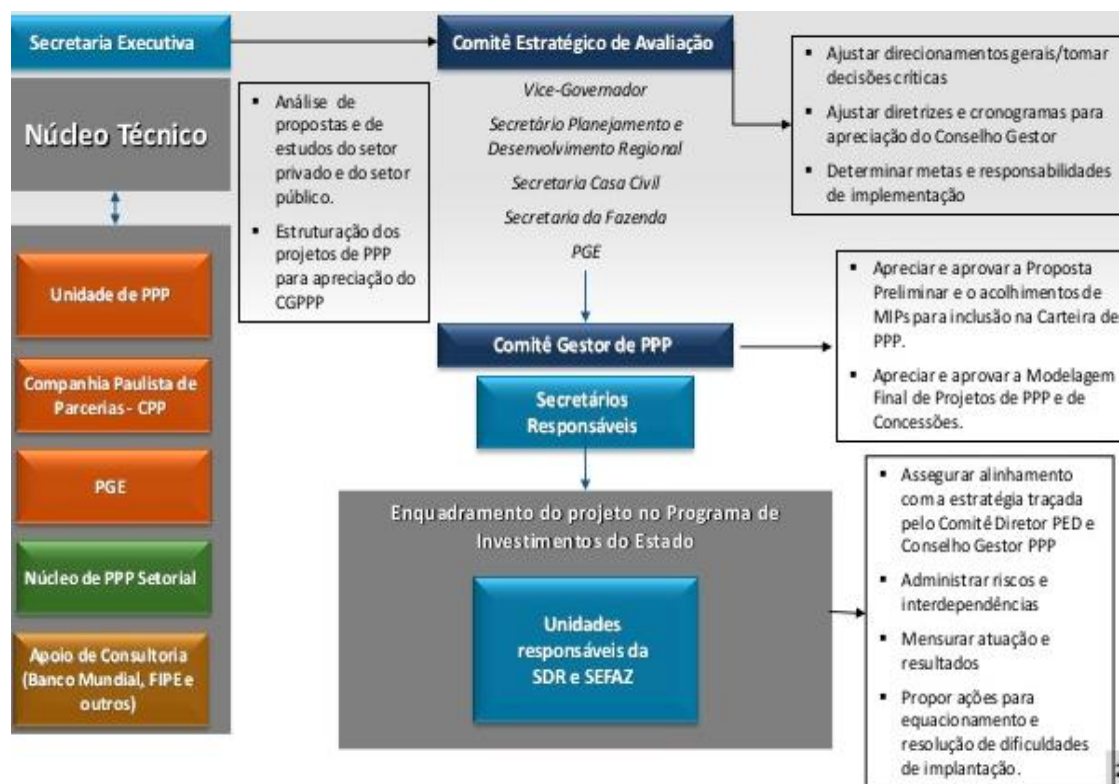 Secretaria Executiva
Núcleo Técnico
Unidade de PPP
Companhia Paulista de
Parcerias - CPP
PGE
Núcleo de PPP Setorial
Apoio de Consultoria
(Banco Mundial, FIPE e
outros)
▪ Análise de
propostas e de
estudos do setor
privado e do setor
público.
▪ Estruturação dos
projetos de PPP
para apreciação do
CGPPP
Comitê Estratégico de Avaliação
Vice-Governador
Secretário Planejamento e
Desenvolvimento Regional
Secretaria Casa Civil
Secretaria da Fazenda
PGE
Comitê Gestor de PPP
Secretários
Responsáveis
Enquadramento do projeto no Programa de
Investimentos do Estado
Unidades
responsáveis da
SDR e SEFAZ
▪ Ajustar direcionamentos gerais/tomar
decisões críticas
▪ Ajustar diretrizes e cronogramas para
apreciação do Conselho Gestor
▪ Determinar metas e responsabilidades
de implementação
▪ Apreciar e aprovar a Proposta
Preliminar e o acolhimentos de
MIPs para inclusão na Carteira de
PPP.
▪ Apreciar e aprovar a Modelagem
Final de Projetos de PPP e de
Concessões.
▪ Assegurar alinhamento
com a estratégia traçada
pelo Comitê Diretor PED e
Conselho Gestor PPP
▪ Administrar riscos e
interdependências
▪ Mensurar atuação e
resultados
▪ Propor ações para
equacionamento e
resolução de dificuldades
de implantação.